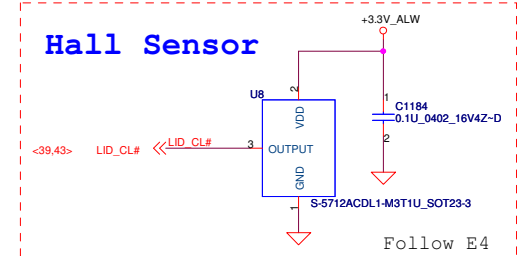 +3.3V_ALW
Hall Sensor
U8
2
VDD
1
C1184
0.1U_0402_16V4Z~D
2
<39,43>
LID_CL#
LID_CL#
3
OUTPUT
GND
1
S-5712ACDL1-M3T1U_SOT23-3
Follow E4